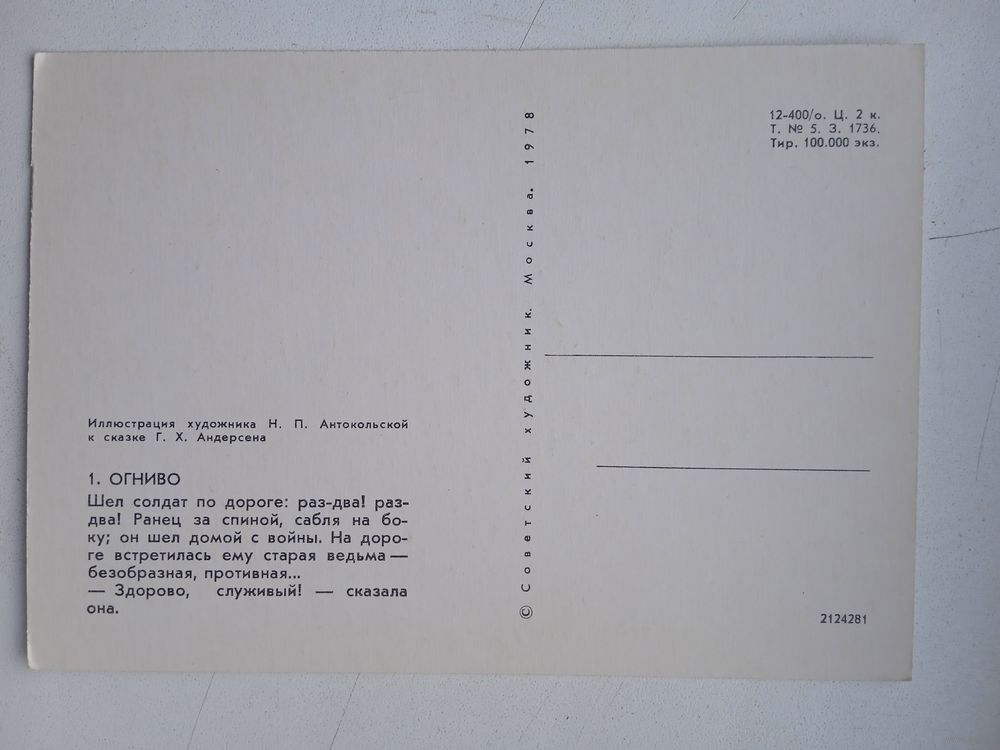 Иллюстрация художника Н. П. Антокольской
к сказке Г. Х. Андерсена
1. ОГНИВО
Шел солдат по дороге: раз-два! раз-
два! Ранец за спиной, сабля на бо-
ку; он шел домой с войны. На доро-
ге встретилась ему старая ведьма —
безобразная, противная...
— Здорово, служивый! — сказала
она.
© Советский художник. Москва. 1978
12-400/о. Ц. 2 к.
Т. № 5. З. 1736.
Тир. 100.000 экз.
2124281